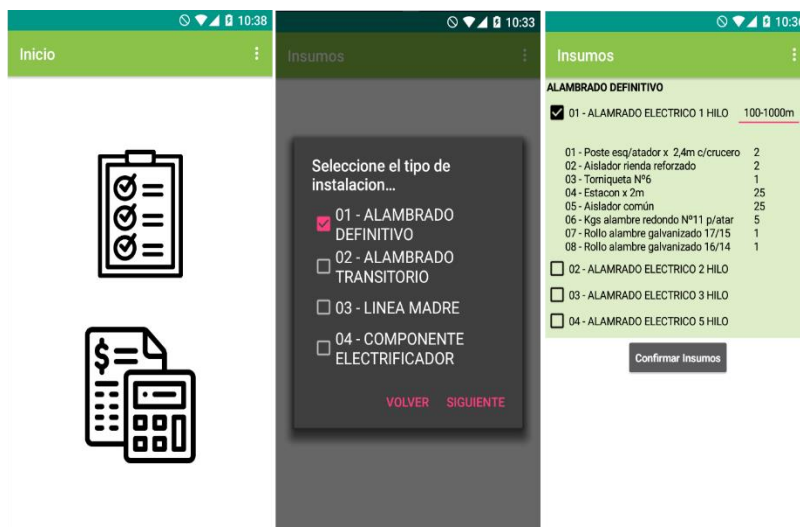 10:38
Inicio
$
10:33
Insumos
Seleccione el tipo de
instalacion...
01 - ALAMBRADO
DEFINITIVO
02 - ALAMBRADO
TRANSITORIO
03 - LINEA MADRE
04 - COMPONENTE
ELECTRIFICADOR
VOLVER SIGUIENTE
10:36
Insumos
ALAMBRADO DEFINITIVO
01 - ALAMRADO ELECTRICO 1 HILO 100-1000m
01 - Poste esq/atador x 2,4m c/crucero 2
02 - Aislador rienda reforzado 2
03 - Torniqueta Nº6 1
04 - Estacon x 2m 25
05 - Aislador común 25
06 - Kgs alambre redondo Nº11 p/atar 5
07 - Rollo alambre galvanizado 17/15 1
08 - Rollo alambre galvanizado 16/14 1
02 - ALAMRADO ELECTRICO 2 HILO
03 - ALAMRADO ELECTRICO 3 HILO
04 - ALAMRADO ELECTRICO 5 HILO
Confirmar Insumos